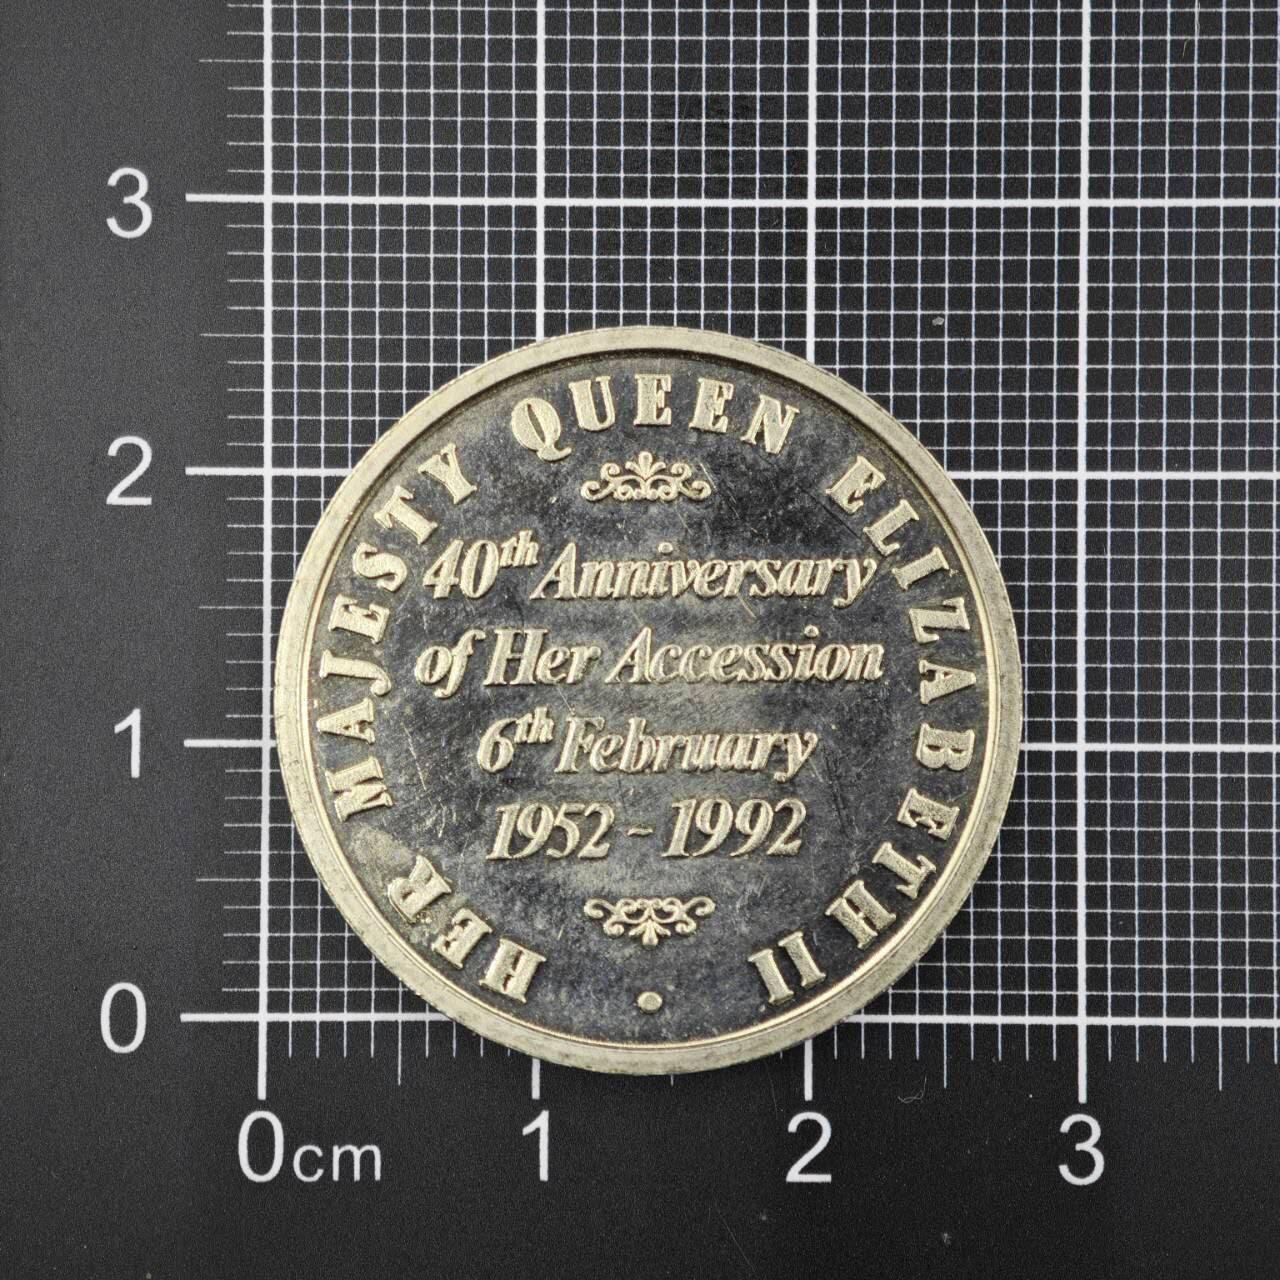 HER MAJESTY QUEEN ELIZABETH II
40th Anniversary
of Her Accession
6th February
1952 - 1992
3
2
1
0
0cm 1 2 3